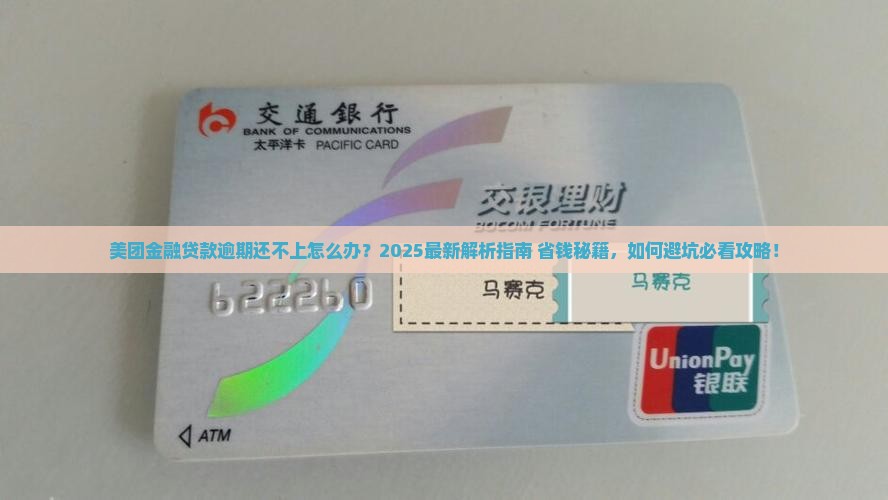 交通銀行
BANK OF COMMUNICATIONS
太平洋卡 PACIFIC CARD
交银理财
BOCOM FORTUNE
美团金融贷款逾期还不上怎么办？2025最新解析指南 省钱秘籍，如何避坑必看攻略！
622260
马赛克
马赛克
UnionPay
银联
ATM